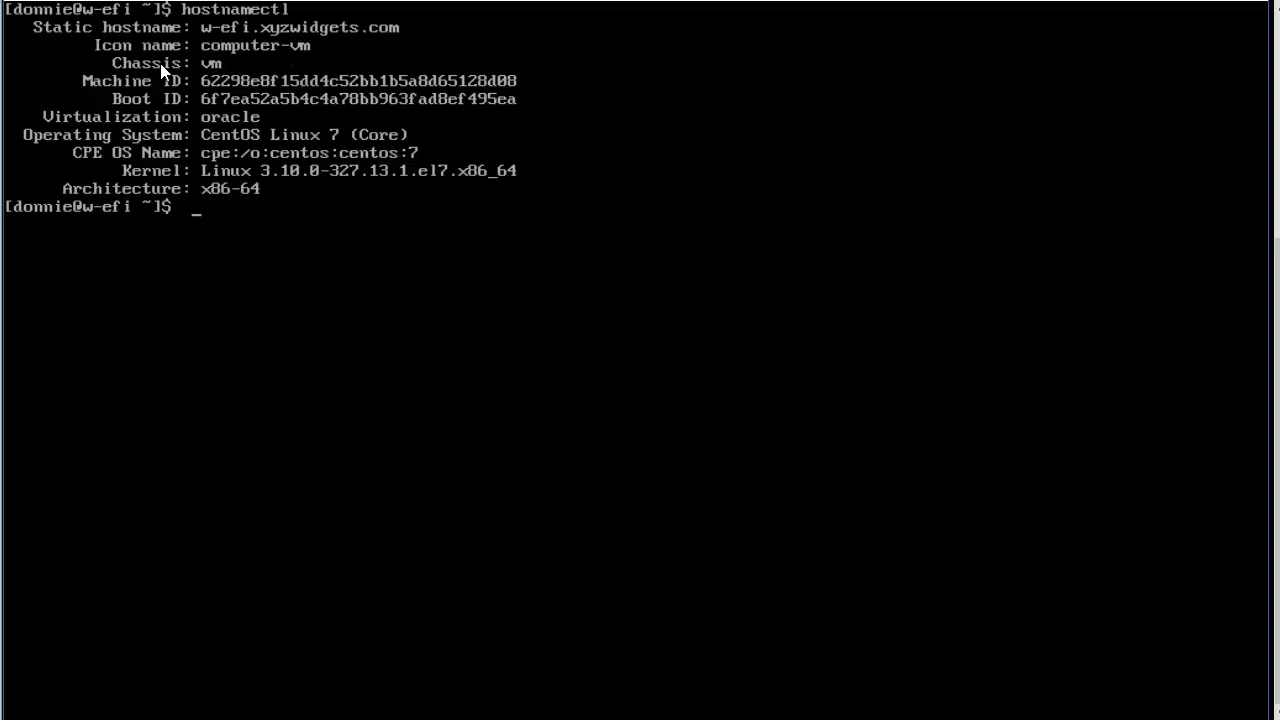 [donnie@w-efi ~]$ hostnamectl
Static hostname: w-efi.xyzwidgets.com
Icon name: computer-vm
Chassis: vm
Machine ID: 62298e8f15dd4c52bb1b5a8d65128d08
Boot ID: 6f7ea52a5b4c4a78bb963fad8ef495ea
Virtualization: oracle
Operating System: CentOS Linux 7 (Core)
CPE OS Name: cpe:/o:centos:centos:7
Kernel: Linux 3.10.0-327.13.1.el7.x86_64
Architecture: x86-64
[donnie@w-efi ~]$ _